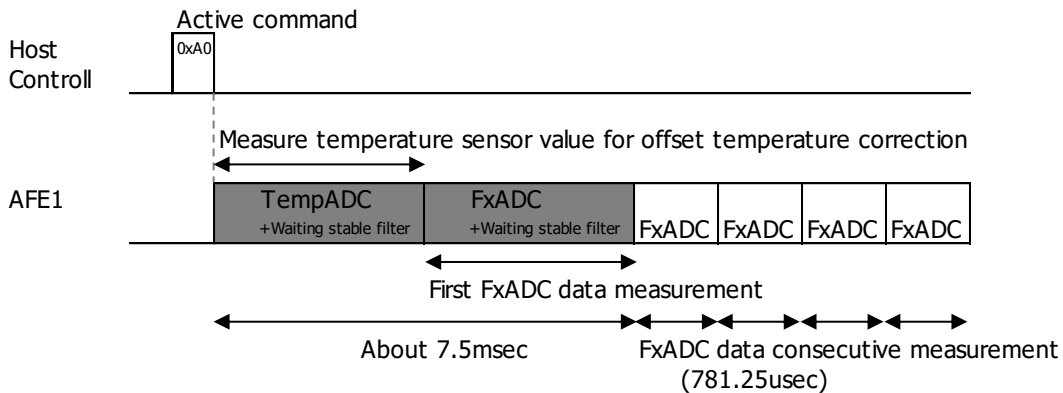 Active command
Host
Controll
0xA0
Measure temperature sensor value for offset temperature correction
AFE1
TempADC
+Waiting stable filter
FxADC
+Waiting stable filter
FxADC
FxADC
FxADC
FxADC
First FxADC data measurement
About 7.5msec
FxADC data consecutive measurement
(781.25usec)